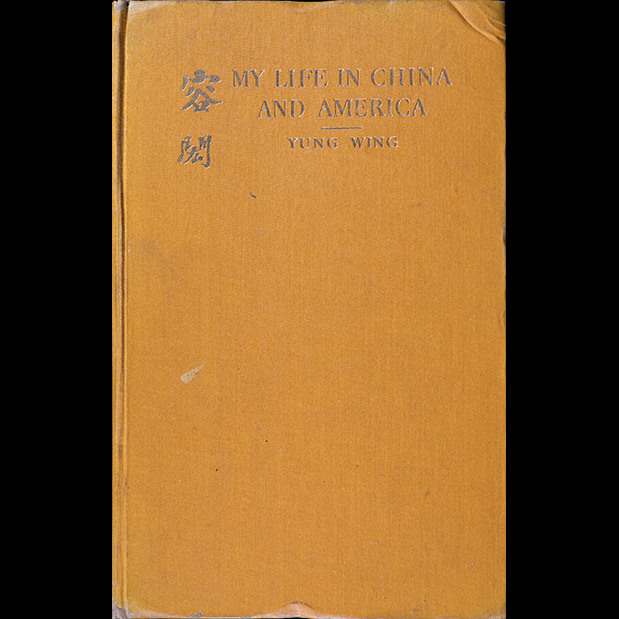 容
閎
MY LIFE IN CHINA
AND AMERICA
YUNG WING